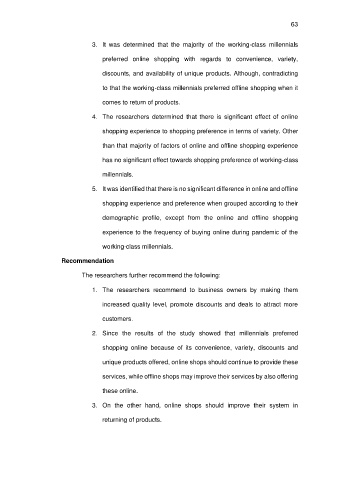 63
3. It was determined that the majority of the working-class millennials
preferred online shopping with regards to convenience, variety,
discounts, and availability of unique products. Although, contradicting
to that the working-class millennials preferred offline shopping when it
comes to return of products.
4. The researchers determined that there is significant effect of online
shopping experience to shopping preference in terms of variety. Other
than that majority of factors of online and offline shopping experience
has no significant effect towards shopping preference of working-class
millennials.
5. It was identified that there is no significant difference in online and offline
shopping experience and preference when grouped according to their
demographic profile, except from the online and offline shopping
experience to the frequency of buying online during pandemic of the
working-class millennials.
Recommendation
The researchers further recommend the following:
1. The researchers recommend to business owners by making them
increased quality level, promote discounts and deals to attract more
customers.
2. Since the results of the study showed that millennials preferred
shopping online because of its convenience, variety, discounts and
unique products offered, online shops should continue to provide these
services, while offline shops may improve their services by also offering
these online.
3. On the other hand, online shops should improve their system in
returning of products.